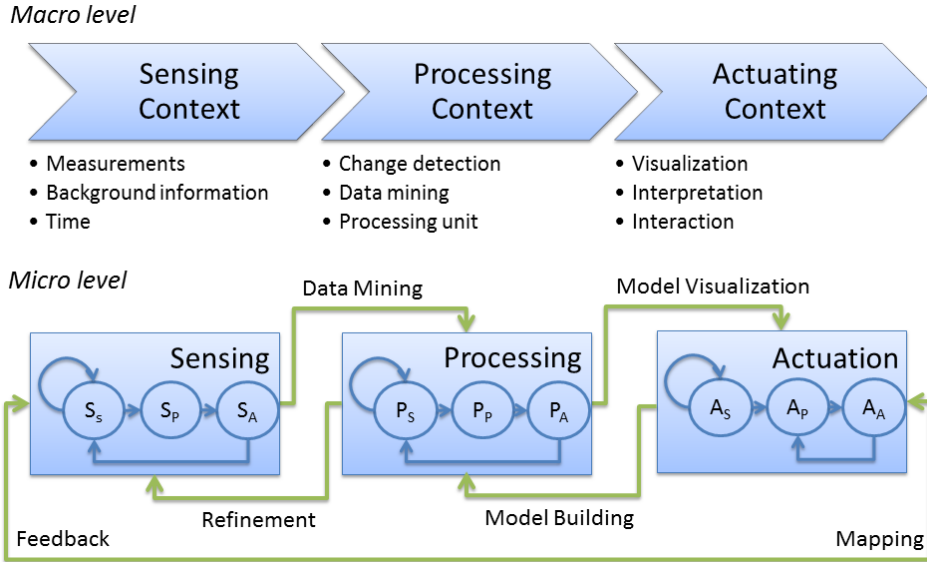 Macro level
Sensing
Context
Processing
Context
Actuating
Context
• Measurements
• Background information
• Time
• Change detection
• Data mining
• Processing unit
• Visualization
• Interpretation
• Interaction
Micro level
Data Mining
Model Visualization
Sensing
Processing
Actuation
Ss SP SA
PS PP PA
AS AP AA
Refinement
Model Building
Feedback
Mapping